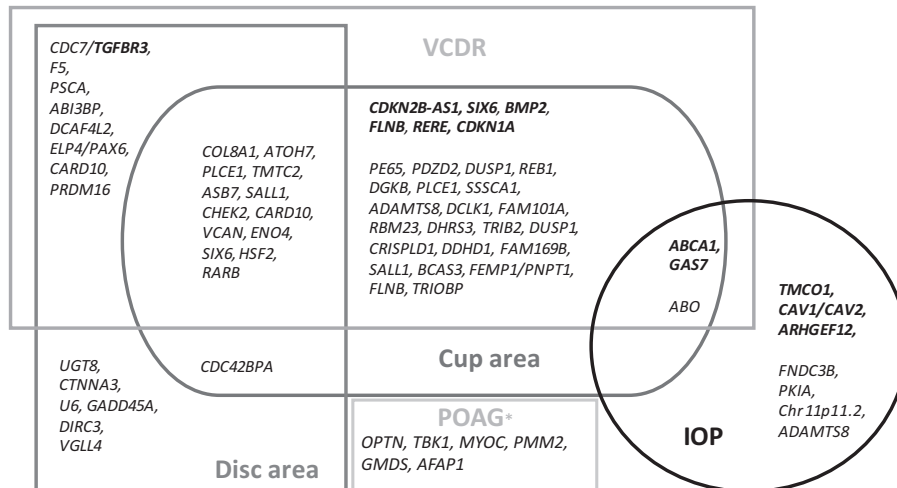 VCDR
CDC7/TGFBR3,
F5,
PSCA,
ABI3BP,
DCAF4L2,
ELP4/PAX6,
CARD10,
PRDM16
COL8A1, ATOH7,
PLCE1, TMTC2,
ASB7, SALL1,
CHEK2, CARD10,
VCAN, ENO4,
SIX6, HSF2,
RARB
CDKN2B-AS1, SIX6, BMP2,
FLNB, RERE, CDKN1A
PE65, PDZD2, DUSP1, REB1,
DGKB, PLCE1, SSSCA1,
ADAMTS8, DCLK1, FAM101A,
RBM23, DHRS3, TRIB2, DUSP1,
CRISPLD1, DDHD1, FAM169B,
SALL1, BCAS3, FEMP1/PNPT1,
FLNB, TRIOBP
ABCA1,
GAS7
ABO
TMCO1,
CAV1/CAV2,
ARHGEF12,
FNDC3B,
PKIA,
Chr 11p11.2,
ADAMTS8
UGT8,
CTNNA3,
U6, GADD45A,
DIRC3,
VGLL4
CDC42BPA
Cup area
IOP
POAG*
OPTN, TBK1, MYOC, PMM2,
GMDS, AFAP1
Disc area